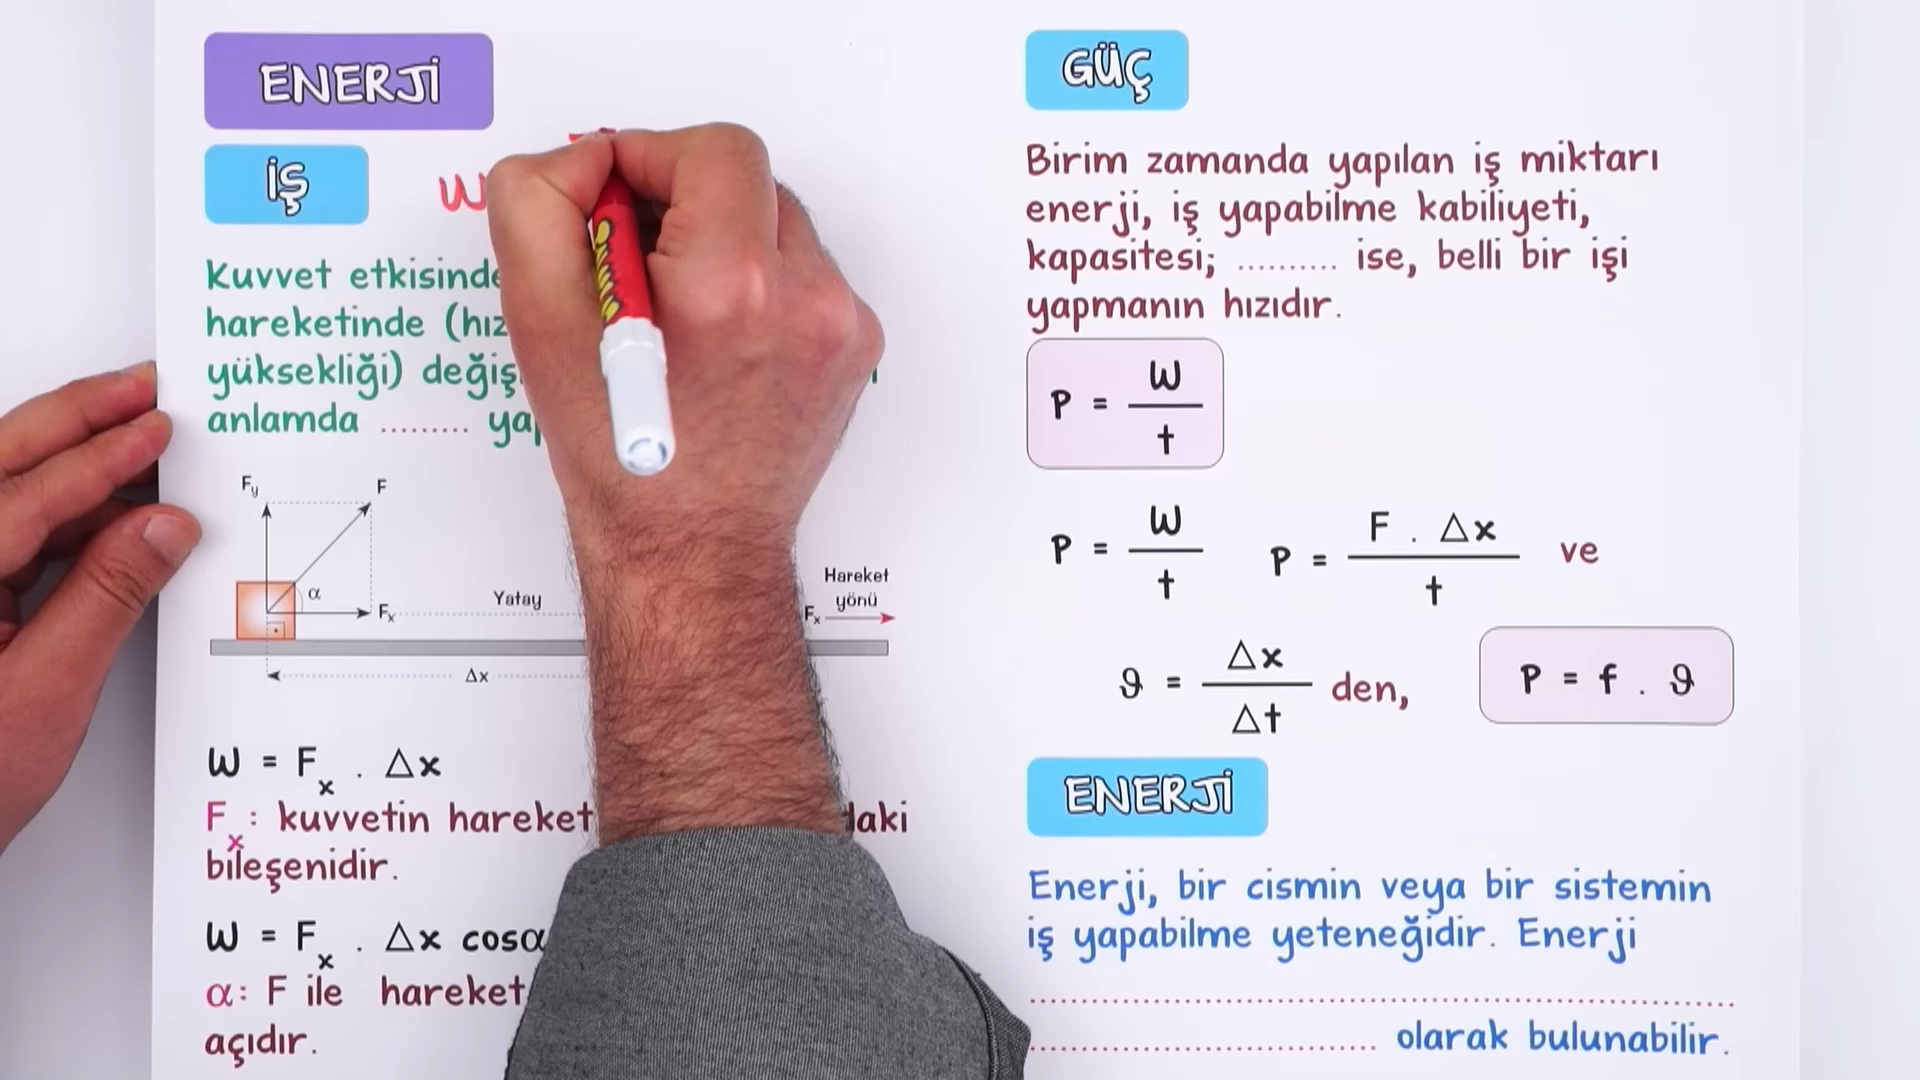 ENERJİ
İŞ
W
Kuvvet etkisinde
hareketinde (hız
yüksekliği) değiş
anlamda ......... yap
Fy
F
α
Fx
Yatay
Hareket
yönü
Fx
Δx
W = Fx . Δx
Fx: kuvvetin hareket daki
bileşenidir.
W = Fx . Δx cosα
α: F ile hareket
açıdır.
GÜÇ
Birim zamanda yapılan iş miktarı
enerji, iş yapabilme kabiliyeti,
kapasitesi; .......... ise, belli bir işi
yapmanın hızıdır.
P = W / t
P = W / t P = F . Δx / t ve
ϑ = Δx / Δt den, P = f . ϑ
ENERJİ
Enerji, bir cismin veya bir sistemin
iş yapabilme yeteneğidir. Enerji
..........................................................................
.................................... olarak bulunabilir.